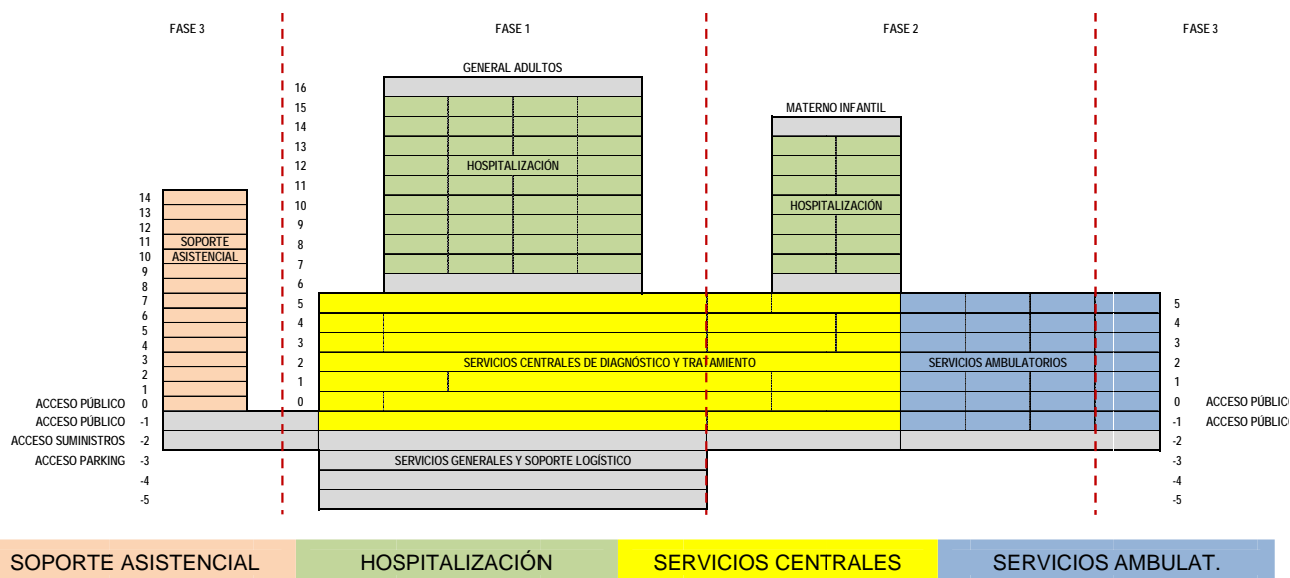 FASE 3
FASE 1
FASE 2
FASE 3
GENERAL ADULTOS
MATERNO INFANTIL
16
15
14
13
12
11
10
9
8
7
6
5
4
3
2
1
0
HOSPITALIZACIÓN
HOSPITALIZACIÓN
14
13
12
11
10
9
8
7
6
5
4
3
2
1
ACCESO PÚBLICO 0
ACCESO PÚBLICO -1
ACCESO SUMINISTROS -2
ACCESO PARKING -3
-4
-5
SOPORTE
ASISTENCIAL
SERVICIOS CENTRALES DE DIAGNÓSTICO Y TRATAMIENTO
SERVICIOS AMBULATORIOS
SERVICIOS GENERALES Y SOPORTE LOGÍSTICO
5
4
3
2
1
0 ACCESO PÚBLICO
-1 ACCESO PÚBLICO
-2
-3
-4
-5
SOPORTE ASISTENCIAL
HOSPITALIZACIÓN
SERVICIOS CENTRALES
SERVICIOS AMBULAT.